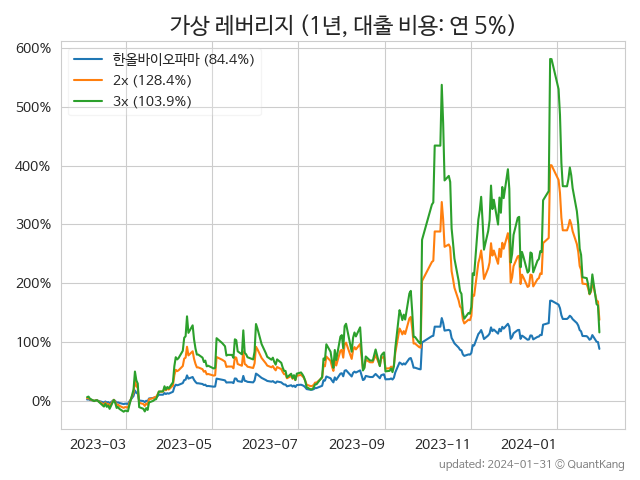 가상 레버리지 (1년, 대출 비용: 연 5%)
600%
500%
400%
300%
200%
100%
0%
한올바이오파마 (84.4%)
2x (128.4%)
3x (103.9%)
2023-03 2023-05 2023-07 2023-09 2023-11 2024-01
updated: 2024-01-31 © QuantKang